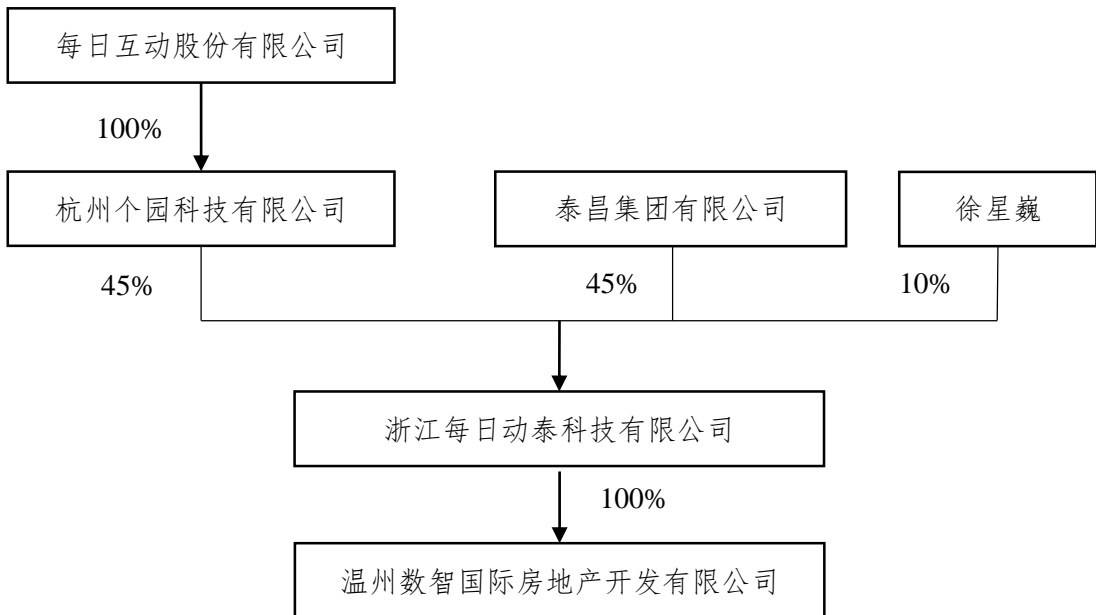 每日互动股份有限公司
100%
杭州个园科技有限公司
泰昌集团有限公司
徐星巍
45%
45%
10%
浙江每日动泰科技有限公司
100%
温州数智国际房地产开发有限公司